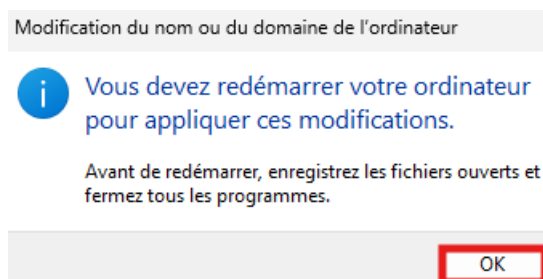 Modification du nom ou du domaine de l'ordinateur
Vous devez redémarrer votre ordinateur
pour appliquer ces modifications.
Avant de redémarrer, enregistrez les fichiers ouverts et
fermez tous les programmes.
OK